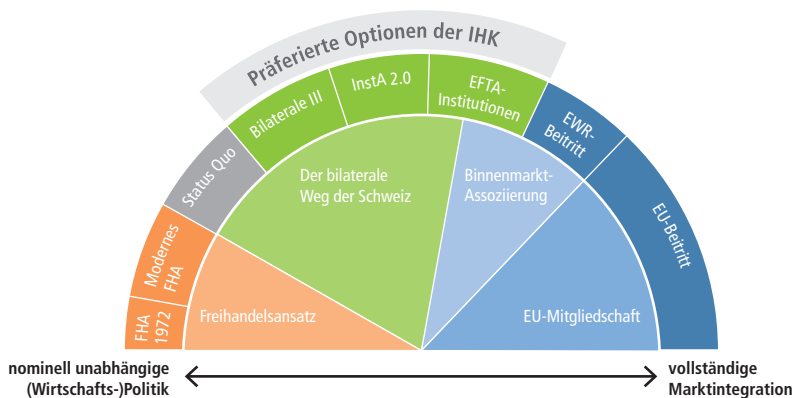 Präferierte Optionen der IHK
Bilaterale III
InstA 2.0
EFTA-
Institutionen
EWR-
Beitritt
Status Quo
EU-Beitritt
Modernes
FHA
FHA
1972
Der bilaterale
Weg der Schweiz
Binnenmarkt-
Assoziierung
Freihandelsansatz
EU-Mitgliedschaft
nominell unabhängige
(Wirtschafts-)Politik
vollständige
Marktintegration